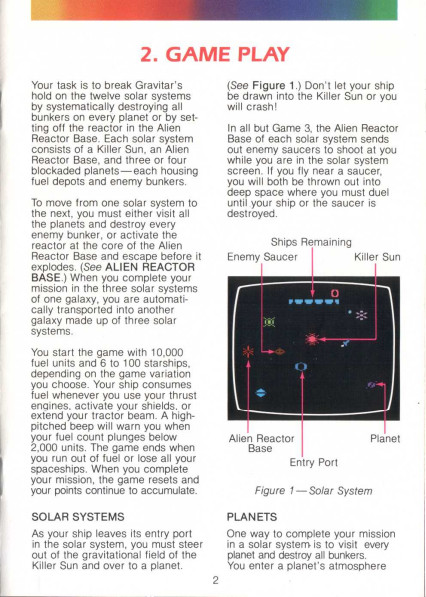 2. GAME PLAY
Your task is to break Gravitar's
hold on the twelve solar systems
by systematically destroying all
bunkers on every planet or by set-
ting off the reactor in the Alien
Reactor Base. Each solar system
consists of a Killer Sun, an Alien
Reactor Base, and three or four
blockaded planets—each housing
fuel depots and enemy bunkers.
To move from one solar system to
the next, you must either visit all
the planets and destroy every
enemy bunker, or activate the
reactor at the core of the Alien
Reactor Base and escape before it
explodes. (See ALIEN REACTOR
BASE.) When you complete your
mission in the three solar systems
of one galaxy, you are automati-
cally transported into another
galaxy made up of three solar
systems.
You start the game with 10,000
fuel units and 6 to 100 starships,
depending on the game variation
you choose. Your ship consumes
fuel whenever you use your thrust
engines, activate your shields, or
extend your tractor beam. A high-
pitched beep will warn you when
your fuel count plunges below
2,000 units. The game ends when
you run out of fuel or lose all your
spaceships. When you complete
your mission, the game resets and
your points continue to accumulate.
SOLAR SYSTEMS
As your ship leaves its entry port
in the solar system, you must steer
out of the gravitational field of the
Killer Sun and over to a planet.
(See Figure 1.) Don't let your ship
be drawn into the Killer Sun or you
will crash!
In all but Game 3, the Alien Reactor
Base of each solar system sends
out enemy saucers to shoot at you
while you are in the solar system
screen. If you fly near a saucer,
you will both be thrown out into
deep space where you must duel
until your ship or the saucer is
destroyed.
Ships Remaining
Enemy Saucer Killer Sun
0
Alien Reactor Planet
Base
Entry Port
Figure 1—Solar System
PLANETS
One way to complete your mission
in a solar system is to visit every
planet and destroy all bunkers.
You enter a planet's atmosphere
2